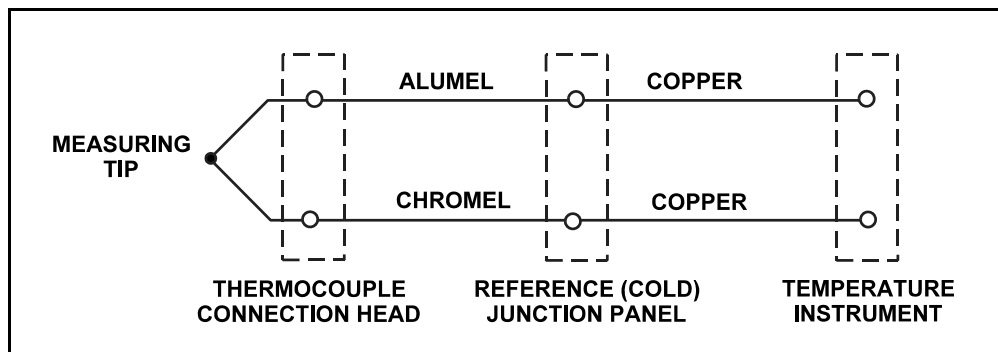 ALUMEL
COPPER
MEASURING
TIP
CHROMEL
COPPER
THERMOCOUPLE
CONNECTION HEAD
REFERENCE (COLD)
JUNCTION PANEL
TEMPERATURE
INSTRUMENT